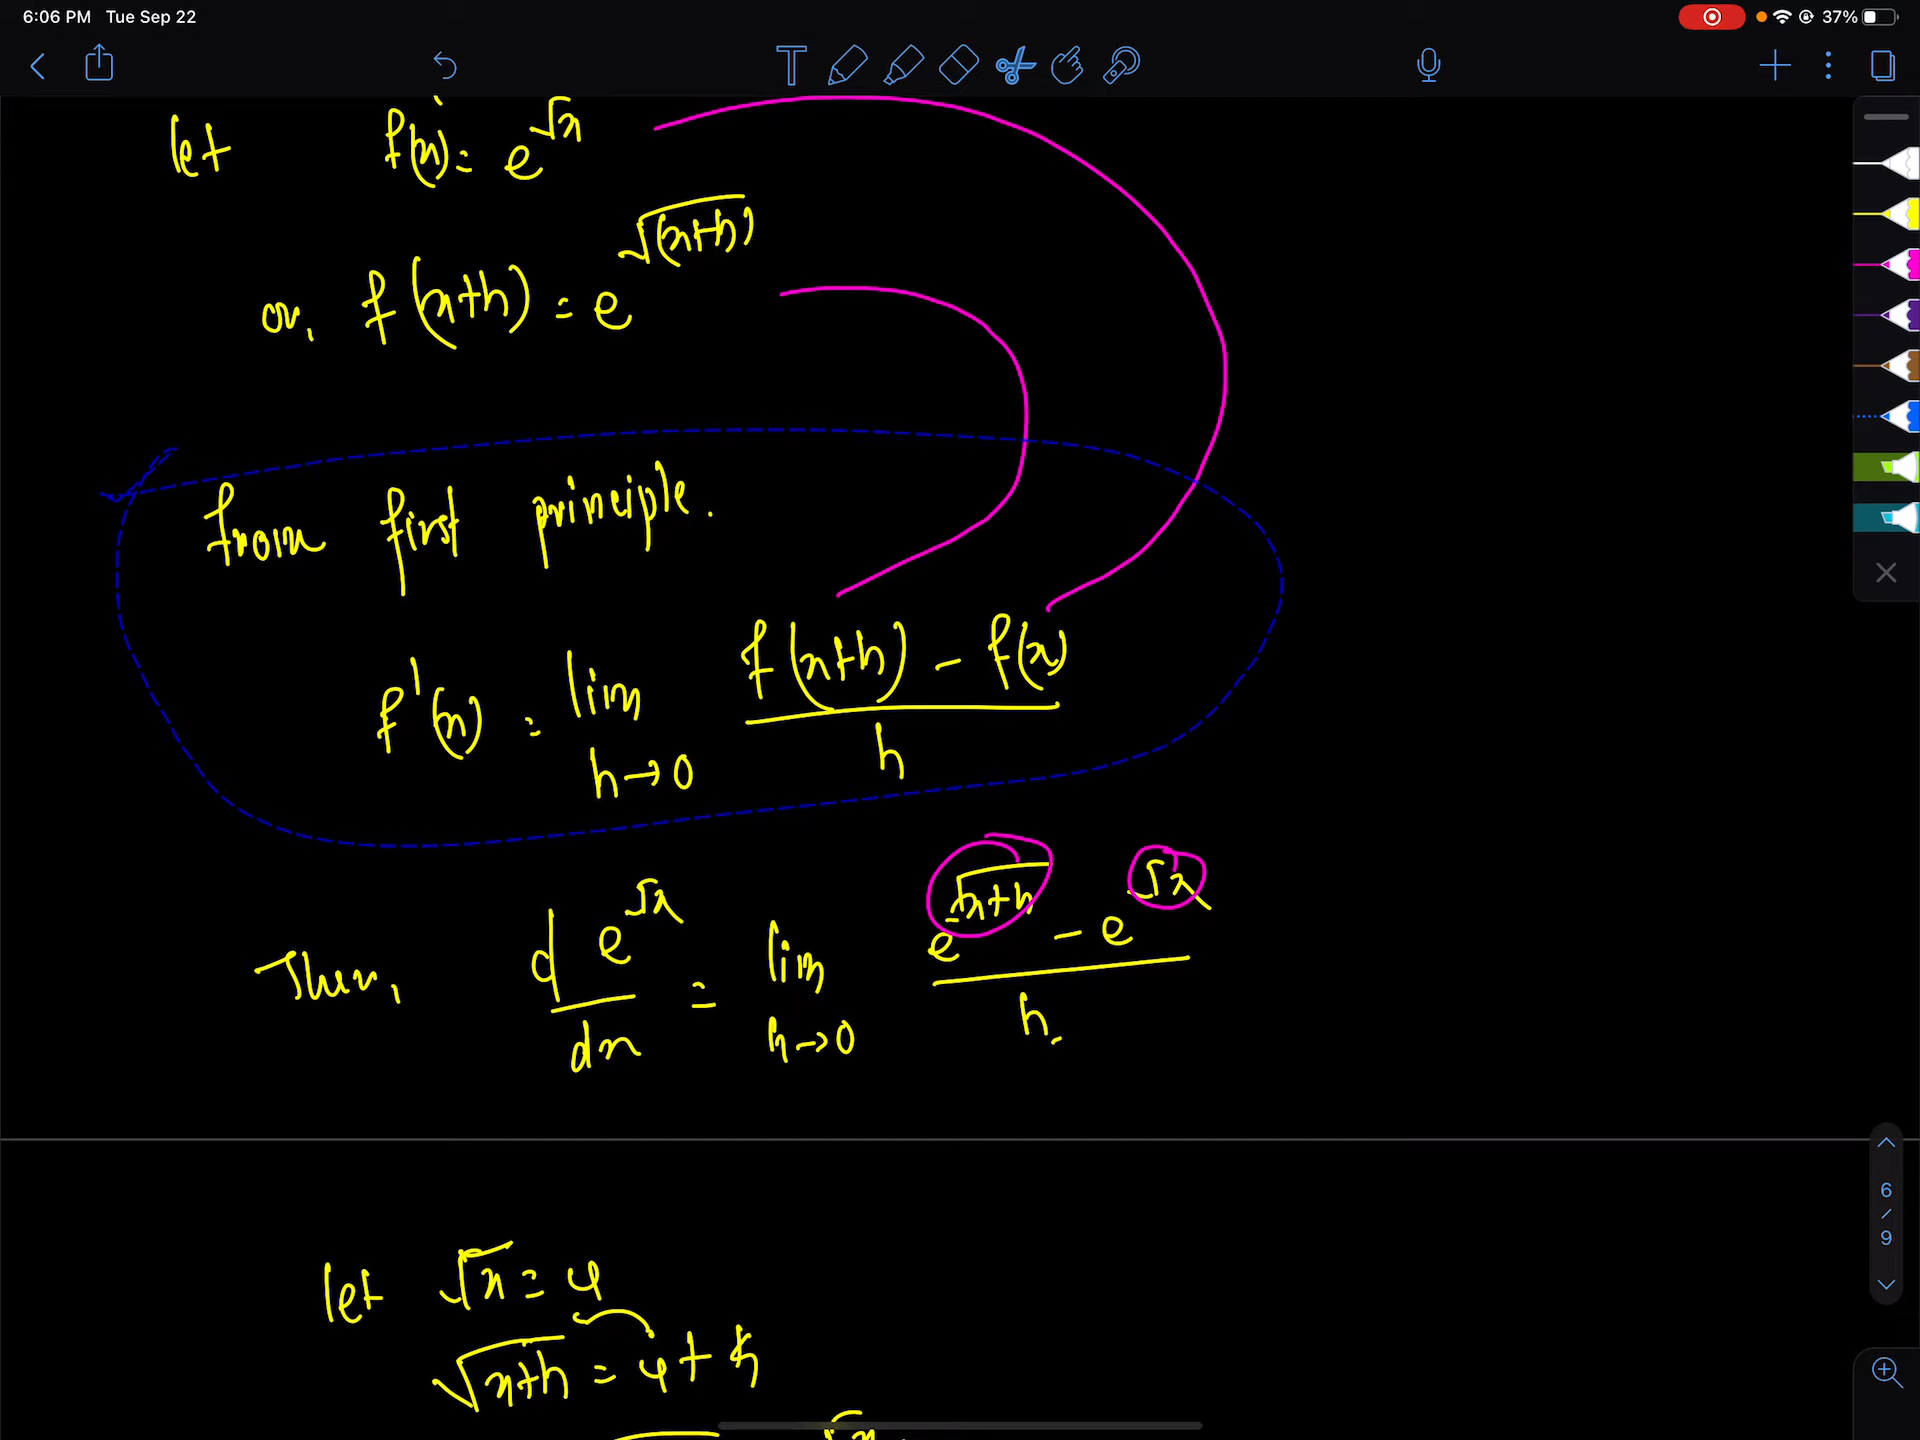 6:06 PM Tue Sep 22
37%
let f(x) = e^√x
or, f(x+h) = e^√(x+h)
from first principle.
f'(x) = lim h→0 (f(x+h) - f(x))/h
Then, d e^√x/dx = lim h→0 (e^√x+h - e^√x)/h.
let √x = y
√x+h = y + k
6 / 9